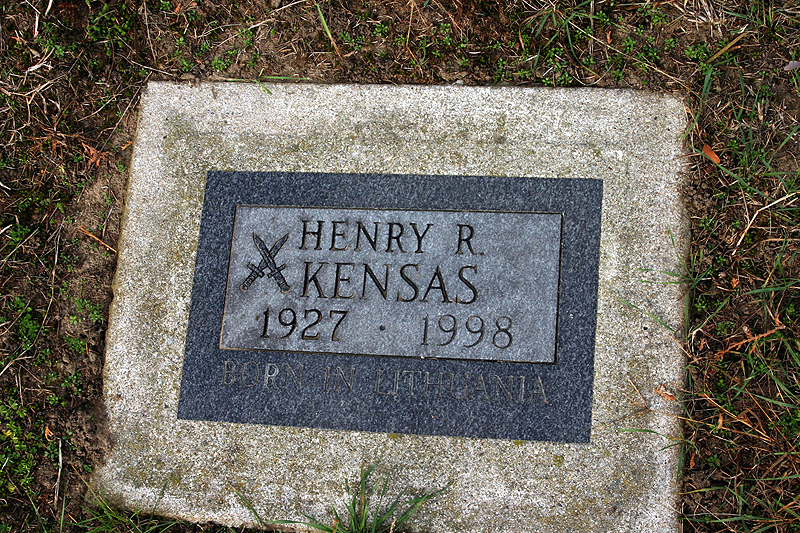 HENRY R.
KENSAS
1927 · 1998
BORN IN LITHUANIA